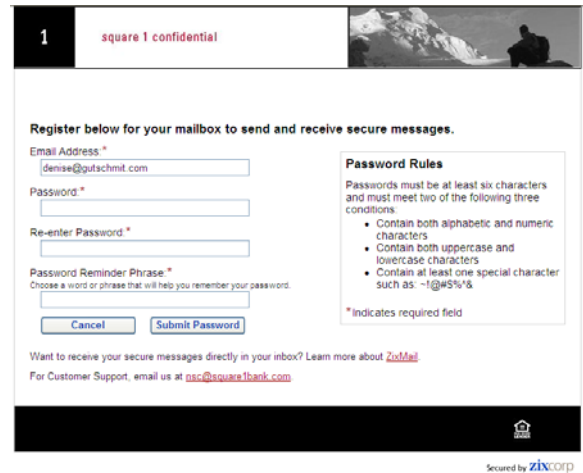 1
square 1 confidential
Register below for your mailbox to send and receive secure messages.
Email Address:*
denise@gutschmit.com
Password:*
Re-enter Password:*
Password Reminder Phrase:*
Choose a word or phrase that will help you remember your password.
Cancel
Submit Password
Password Rules
Passwords must be at least six characters
and must meet two of the following three
conditions:
• Contain both alphabetic and numeric
characters
• Contain both uppercase and
lowercase characters
• Contain at least one special character
such as: ~!@#$%^&
*Indicates required field
Want to receive your secure messages directly in your inbox? Learn more about ZixMail.
For Customer Support, email us at nsc@square1bank.com.
Secured by zixcorp